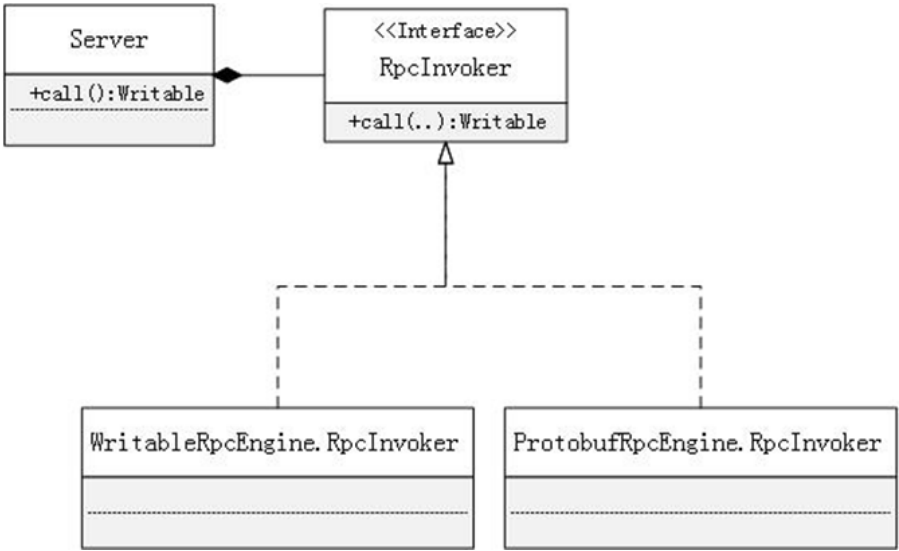 Server
+call():Writable
<<Interface>>
RpcInvoker
+call(..):Writable
WritableRpcEngine.RpcInvoker
ProtobufRpcEngine.RpcInvoker